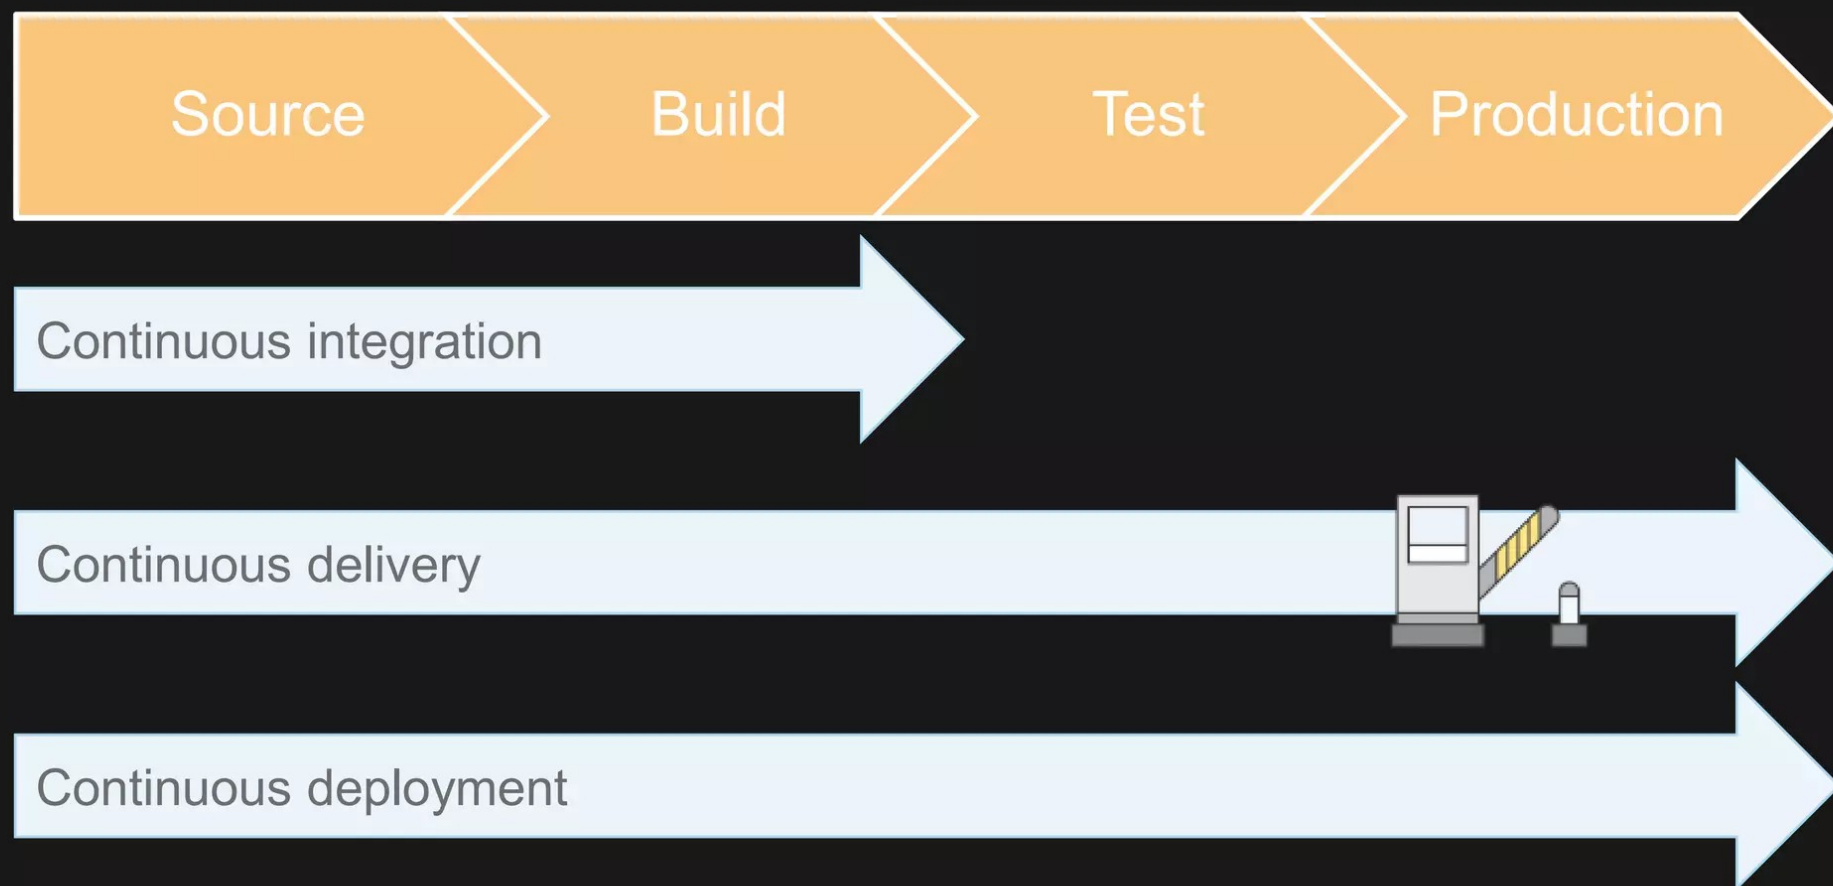 Source
Build
Test
Production
Continuous integration
Continuous delivery
Continuous deployment